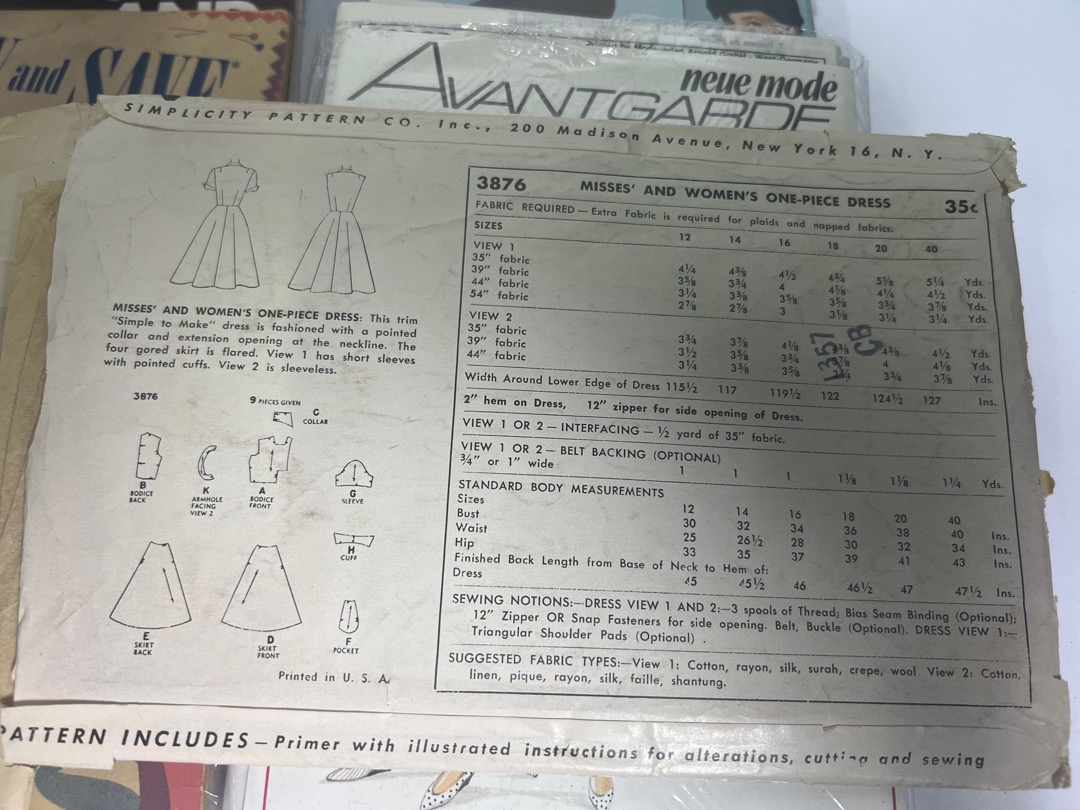 AND
and SAVE
neue mode
AVANTGARDE
SIMPLICITY PATTERN CO. Inc., 200 Madison Avenue, New York 16, N. Y.
3876 MISSES' AND WOMEN'S ONE-PIECE DRESS 35¢
FABRIC REQUIRED — Extra Fabric is required for plaids and napped fabrics.
SIZES 12 14 16 18 20 40
VIEW 1
35" fabric 4¼ 4⅜ 4½ 4¾ 5⅛ 5¼ Yds.
39" fabric 3⅝ 3¾ 4 4⅛ 4¼ 4½ Yds.
44" fabric 3¼ 3⅜ 3⅝ 3⅝ 3¾ 3⅞ Yds.
54" fabric 2⅞ 2⅞ 3 3⅛ 3¼ 3¼ Yds.
VIEW 2
35" fabric 3¾ 3⅞ 4⅛ 4⅜ 4⅜ 4½ Yds.
39" fabric 3½ 3⅝ 3¾ 3⅞ 4 4⅛ Yds.
44" fabric 3¼ 3⅜ 3⅝ 3¾ 3¾ 3⅞ Yds.
L357
CB
Width Around Lower Edge of Dress 115½ 117 119½ 122 124½ 127 Ins.
2" hem on Dress, 12" zipper for side opening of Dress.
VIEW 1 OR 2 — INTERFACING — ½ yard of 35" fabric.
VIEW 1 OR 2 — BELT BACKING (OPTIONAL)
¾" or 1" wide 1 1 1 1⅛ 1⅛ 1¼ Yds.
STANDARD BODY MEASUREMENTS
Sizes 12 14 16 18 20 40
Bust 30 32 34 36 38 40 Ins.
Waist 25 26½ 28 30 32 34 Ins.
Hip 33 35 37 39 41 43 Ins.
Finished Back Length from Base of Neck to Hem of:
Dress 45 45½ 46 46½ 47 47½ Ins.
SEWING NOTIONS:—DRESS VIEW 1 AND 2:—3 spools of Thread; Bias Seam Binding (Optional);
12" Zipper OR Snap Fasteners for side opening. Belt, Buckle (Optional). DRESS VIEW 1:—
Triangular Shoulder Pads (Optional) .
SUGGESTED FABRIC TYPES:—View 1: Cotton, rayon, silk, surah, crepe, wool. View 2: Cotton,
linen, pique, rayon, silk, faille, shantung.
MISSES' AND WOMEN'S ONE-PIECE DRESS: This trim
"Simple to Make" dress is fashioned with a pointed
collar and extension opening at the neckline. The
four gored skirt is flared. View 1 has short sleeves
with pointed cuffs. View 2 is sleeveless.
3876 9 PIECES GIVEN
C
COLLAR
B
BODICE
BACK
K
ARMHOLE
FACING
VIEW 2
A
BODICE
FRONT
G
SLEEVE
H
CUFF
E
SKIRT
BACK
D
SKIRT
FRONT
F
POCKET
Printed in U. S. A.
PATTERN INCLUDES — Primer with illustrated instructions for alterations, cutting and sewing